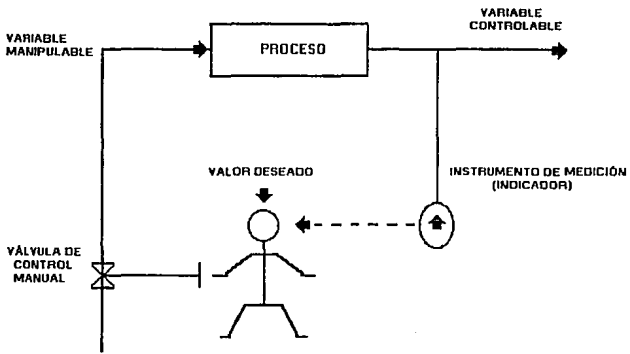 VARIABLE
CONTROLABLE
VARIABLE
MANIPULABLE
PROCESO
VALOR DESEADO
INSTRUMENTO DE MEDICIÓN
(INDICADOR)
VÁLVULA DE
CONTROL
MANUAL